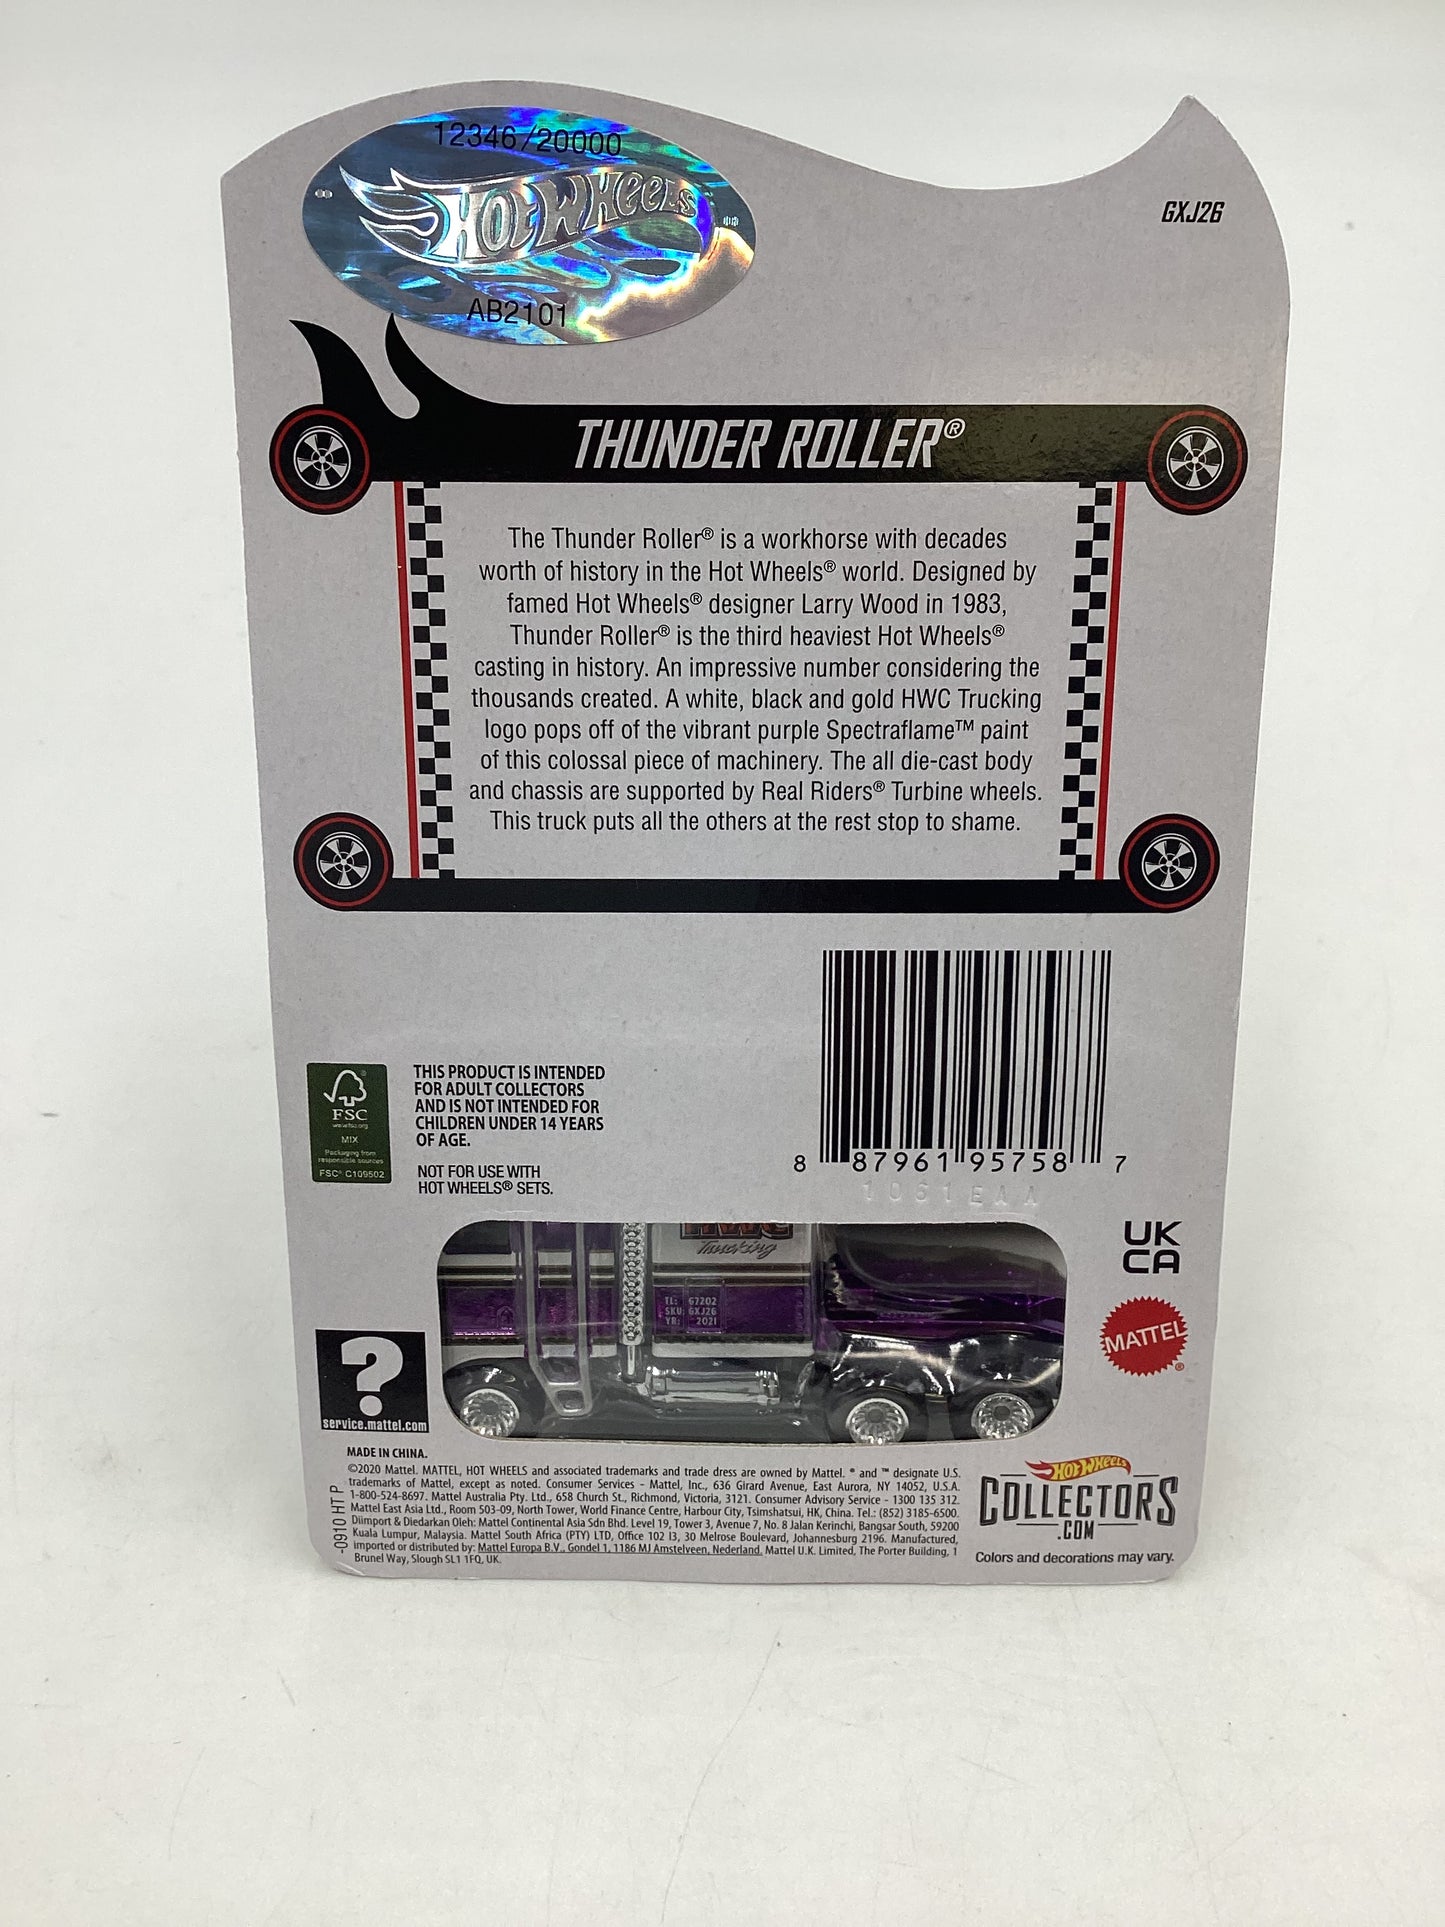 12346/20000
Hot Wheels
AB2101
GXJ26
THUNDER ROLLER®
The Thunder Roller® is a workhorse with decades
worth of history in the Hot Wheels® world. Designed by
famed Hot Wheels® designer Larry Wood in 1983,
Thunder Roller® is the third heaviest Hot Wheels®
casting in history. An impressive number considering the
thousands created. A white, black and gold HWC Trucking
logo pops off of the vibrant purple Spectraflame™ paint
of this colossal piece of machinery. The all die-cast body
and chassis are supported by Real Riders® Turbine wheels.
This truck puts all the others at the rest stop to shame.
FSC
www.fsc.org
MIX
Packaging from
responsible sources
FSC® C109502
THIS PRODUCT IS INTENDED
FOR ADULT COLLECTORS
AND IS NOT INTENDED FOR
CHILDREN UNDER 14 YEARS
OF AGE.
NOT FOR USE WITH
HOT WHEELS® SETS.
8 87961 95758 7
1061EAA
HWC
Trucking
TL: 67202
SKU: GXJ26
YR: 2021
UK
CA
MATTEL®
?
service.mattel.com
MADE IN CHINA.
©2020 Mattel. MATTEL, HOT WHEELS and associated trademarks and trade dress are owned by Mattel. ® and ™ designate U.S.
trademarks of Mattel, except as noted. Consumer Services - Mattel, Inc., 636 Girard Avenue, East Aurora, NY 14052, U.S.A.
1-800-524-8697. Mattel Australia Pty. Ltd., 658 Church St., Richmond, Victoria, 3121. Consumer Advisory Service - 1300 135 312.
Mattel East Asia Ltd., Room 503-09, North Tower, World Finance Centre, Harbour City, Tsimshatsui, HK, China. Tel.: (852) 3185-6500.
Diimport & Diedarkan Oleh: Mattel Continental Asia Sdn Bhd. Level 19, Tower 3, Avenue 7, No. 8 Jalan Kerinchi, Bangsar South, 59200
Kuala Lumpur, Malaysia. Mattel South Africa (PTY) LTD, Office 102 I3, 30 Melrose Boulevard, Johannesburg 2196. Manufactured,
imported or distributed by: Mattel Europa B.V., Gondel 1, 1186 MJ Amstelveen, Nederland. Mattel U.K. Limited, The Porter Building, 1
Brunel Way, Slough SL1 1FQ, UK.
-0910 HT P
Hot Wheels
COLLECTORS
.COM
Colors and decorations may vary.